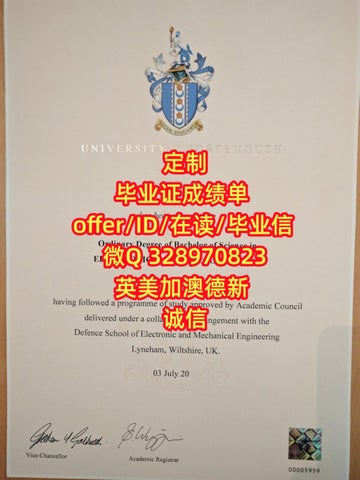 UNIVERSITY OF PORTSMOUTH
定制
毕业证成绩单
offer/ID/在读/毕业信
Ordinary Degree of Bachelor of Science in
微Q 328970823
英美加澳德新
having followed a programme of study approved by Academic Council
delivered under a arrangement with the
诚信
Defence School of Electronic and Mechanical Engineering
Lyneham, Wiltshire, UK.
03 July 20
Vice-Chancellor
Academic Registrar
00005959